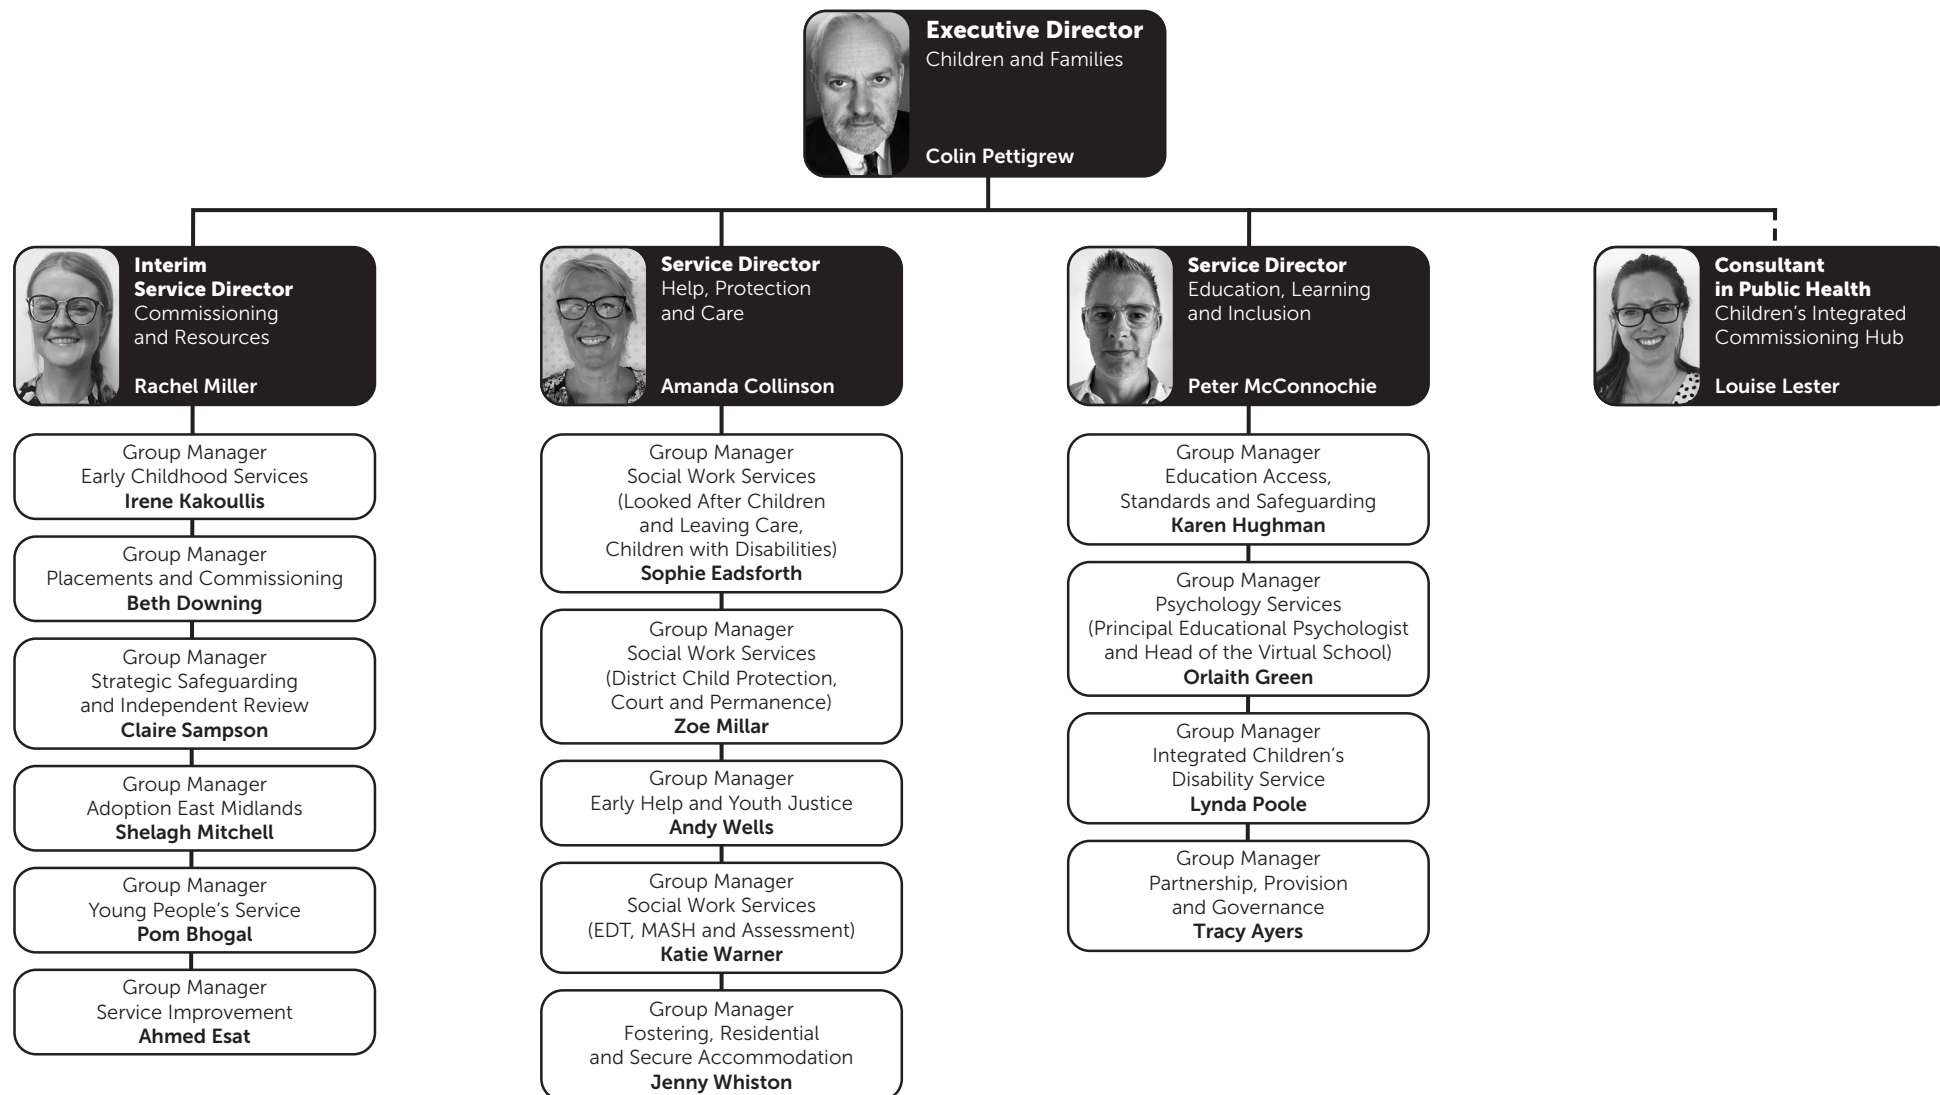 Executive Director
Children and Families
Colin Pettigrew
Interim
Service Director
Commissioning
and Resources
Rachel Miller
Group Manager
Early Childhood Services
Irene Kakoullis
Group Manager
Placements and Commissioning
Beth Downing
Group Manager
Strategic Safeguarding
and Independent Review
Claire Sampson
Group Manager
Adoption East Midlands
Shelagh Mitchell
Group Manager
Young People’s Service
Pom Bhogal
Group Manager
Service Improvement
Ahmed Esat
Service Director
Help, Protection
and Care
Amanda Collinson
Group Manager
Social Work Services
(Looked After Children
and Leaving Care,
Children with Disabilities)
Sophie Eadsforth
Group Manager
Social Work Services
(District Child Protection,
Court and Permanence)
Zoe Millar
Group Manager
Early Help and Youth Justice
Andy Wells
Group Manager
Social Work Services
(EDT, MASH and Assessment)
Katie Warner
Group Manager
Fostering, Residential
and Secure Accommodation
Jenny Whiston
Service Director
Education, Learning
and Inclusion
Peter McConnochie
Group Manager
Education Access,
Standards and Safeguarding
Karen Hughman
Group Manager
Psychology Services
(Principal Educational Psychologist
and Head of the Virtual School)
Orlaith Green
Group Manager
Integrated Children’s
Disability Service
Lynda Poole
Group Manager
Partnership, Provision
and Governance
Tracy Ayers
Consultant
in Public Health
Children’s Integrated
Commissioning Hub
Louise Lester